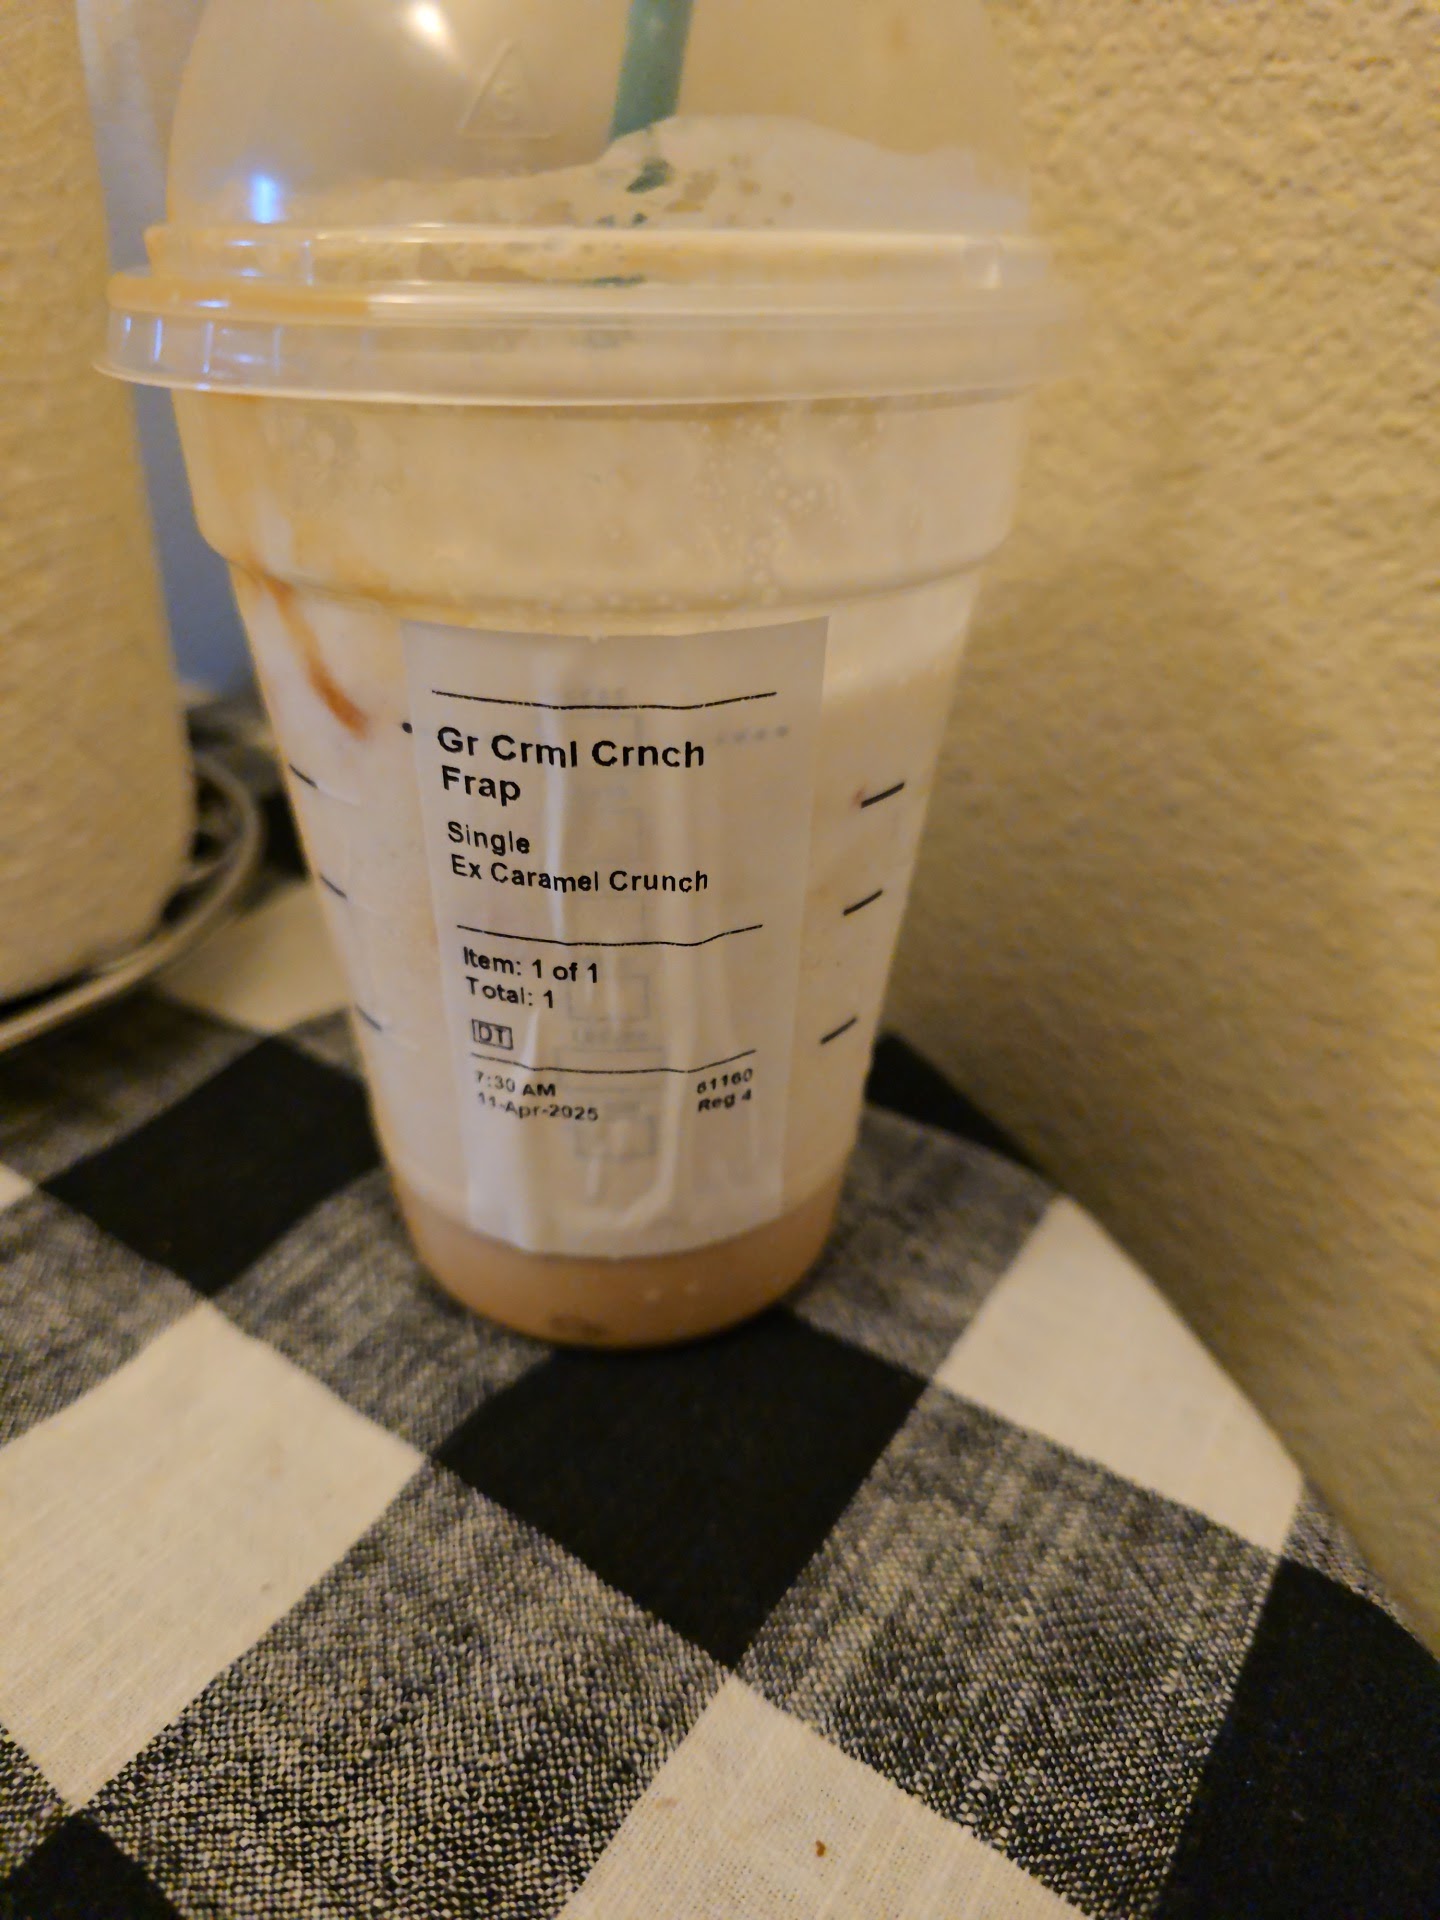 Gr Crml Crnch
Frap
Single
Ex Caramel Crunch
Item: 1 of 1
Total: 1
DT
7:30 AM 61160
11-Apr-2025 Reg 4